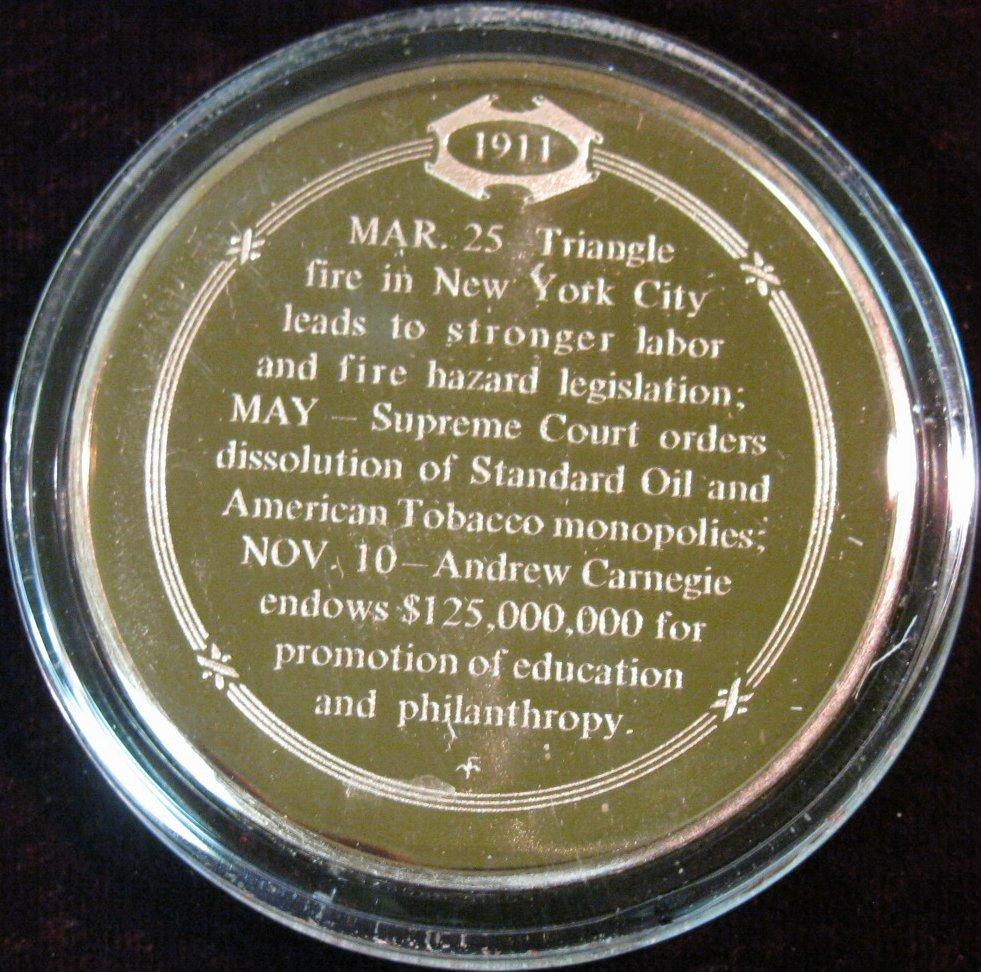 1911
MAR. 25 Triangle
fire in New York City
leads to stronger labor
and fire hazard legislation;
MAY — Supreme Court orders
dissolution of Standard Oil and
American Tobacco monopolies;
NOV. 10 — Andrew Carnegie
endows $125,000,000 for
promotion of education
and philanthropy.